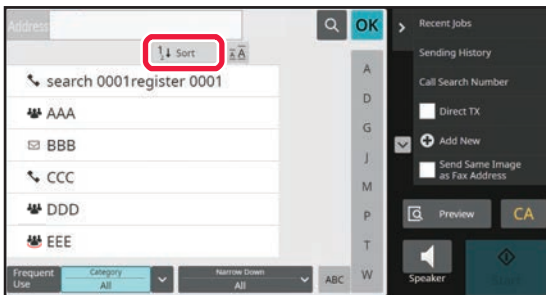 Address
OK
Sort
A A
search 0001register 0001
AAA
BBB
CCC
DDD
EEE
Frequent
Use
Category
All
Narrow Down
All
ABC
A
D
G
J
M
P
T
W
Recent Jobs
Sending History
Call Search Number
Direct TX
Add New
Send Same Image
as Fax Address
Preview
CA
Speaker
Start